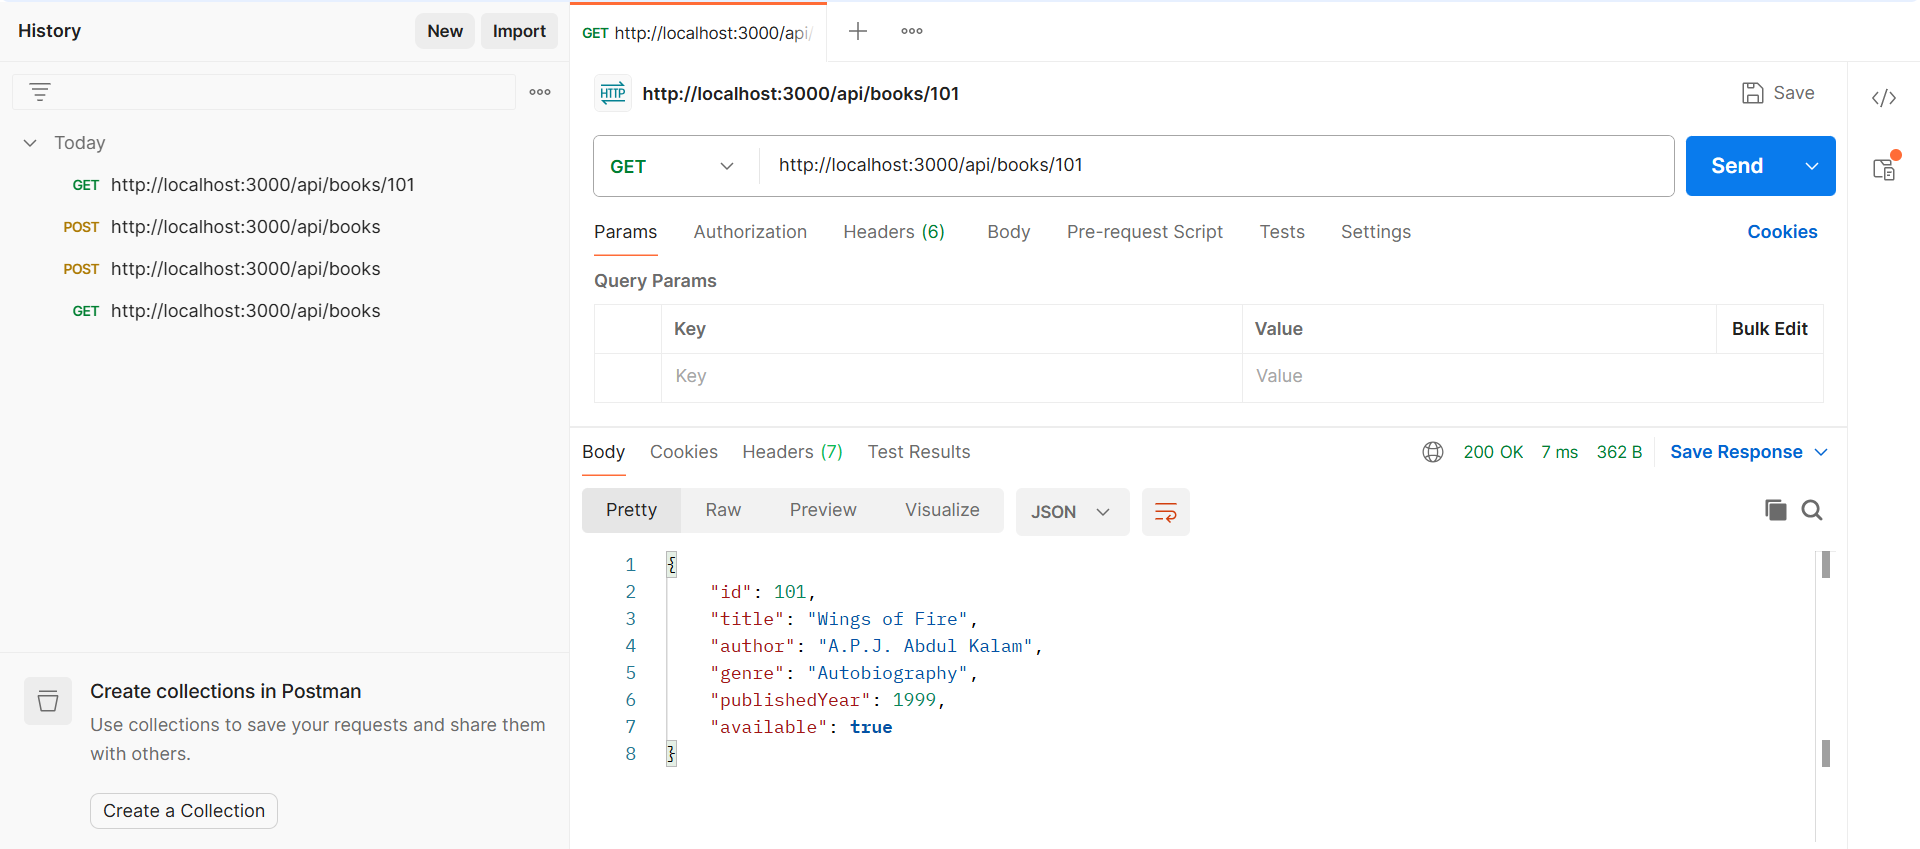 History
New
Import
Today
GET http://localhost:3000/api/books/101
POST http://localhost:3000/api/books
POST http://localhost:3000/api/books
GET http://localhost:3000/api/books
Create collections in Postman
Use collections to save your requests and share them
with others.
Create a Collection
GET http://localhost:3000/api/
HTTP http://localhost:3000/api/books/101
Save
GET http://localhost:3000/api/books/101
Send
Params Authorization Headers (6) Body Pre-request Script Tests Settings Cookies
Query Params
Key Value Bulk Edit
Key Value
Body Cookies Headers (7) Test Results 200 OK 7 ms 362 B Save Response
Pretty Raw Preview Visualize JSON
1 {
2 "id": 101,
3 "title": "Wings of Fire",
4 "author": "A.P.J. Abdul Kalam",
5 "genre": "Autobiography",
6 "publishedYear": 1999,
7 "available": true
8 }